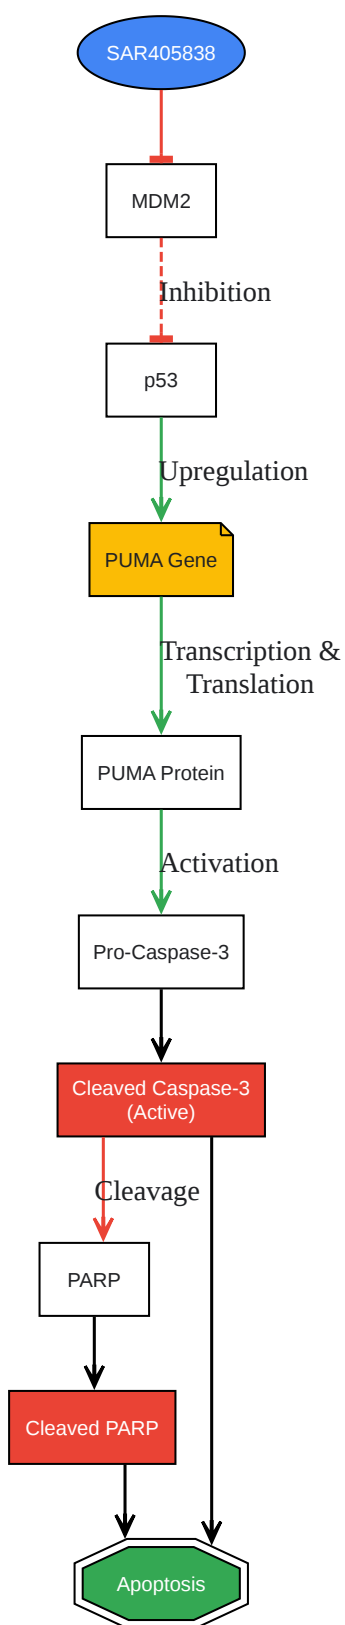 SAR405838
MDM2
Inhibition
p53
Upregulation
PUMA Gene
Transcription &
Translation
PUMA Protein
Activation
Pro-Caspase-3
Cleaved Caspase-3
(Active)
Cleavage
PARP
Cleaved PARP
Apoptosis